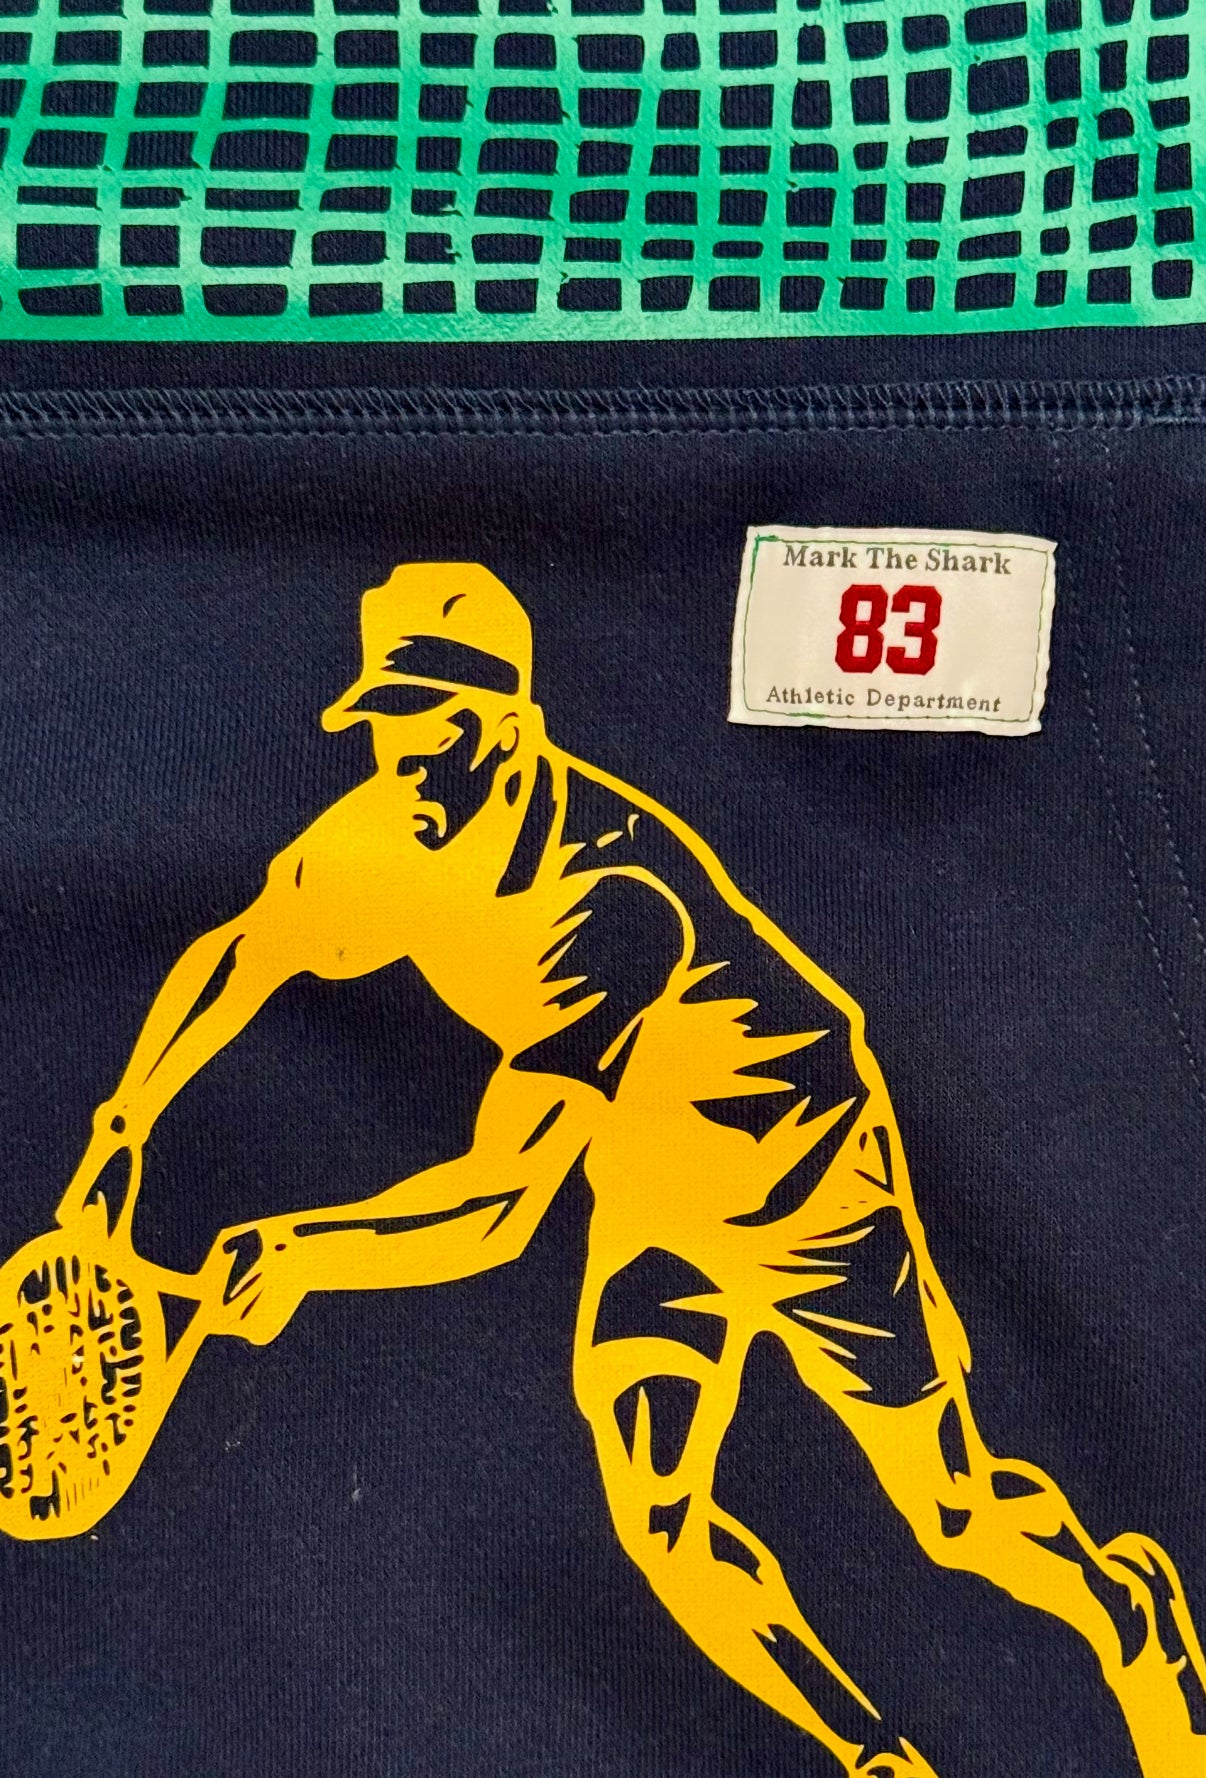 Mark The Shark
83
Athletic Department